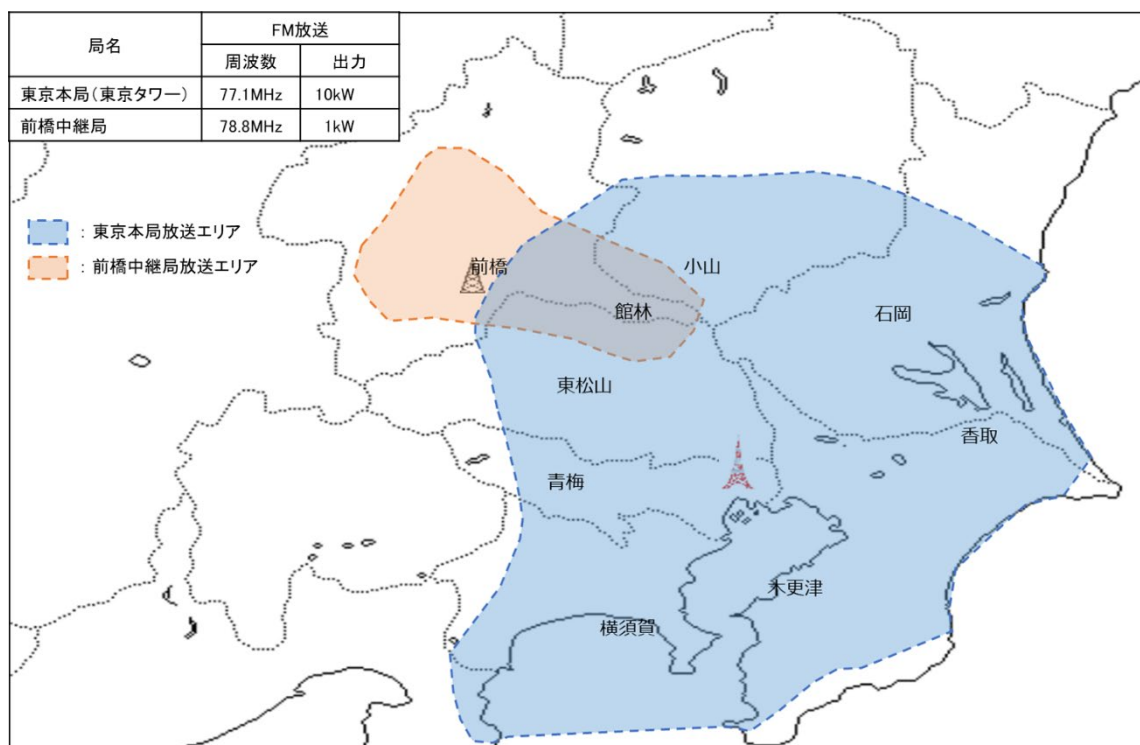 局名 FM放送
周波数 出力
東京本局(東京タワー) 77.1MHz 10kW
前橋中継局 78.8MHz 1kW
:東京本局放送エリア
:前橋中継局放送エリア
前橋
小山
館林
石岡
東松山
香取
青梅
木更津
横須賀